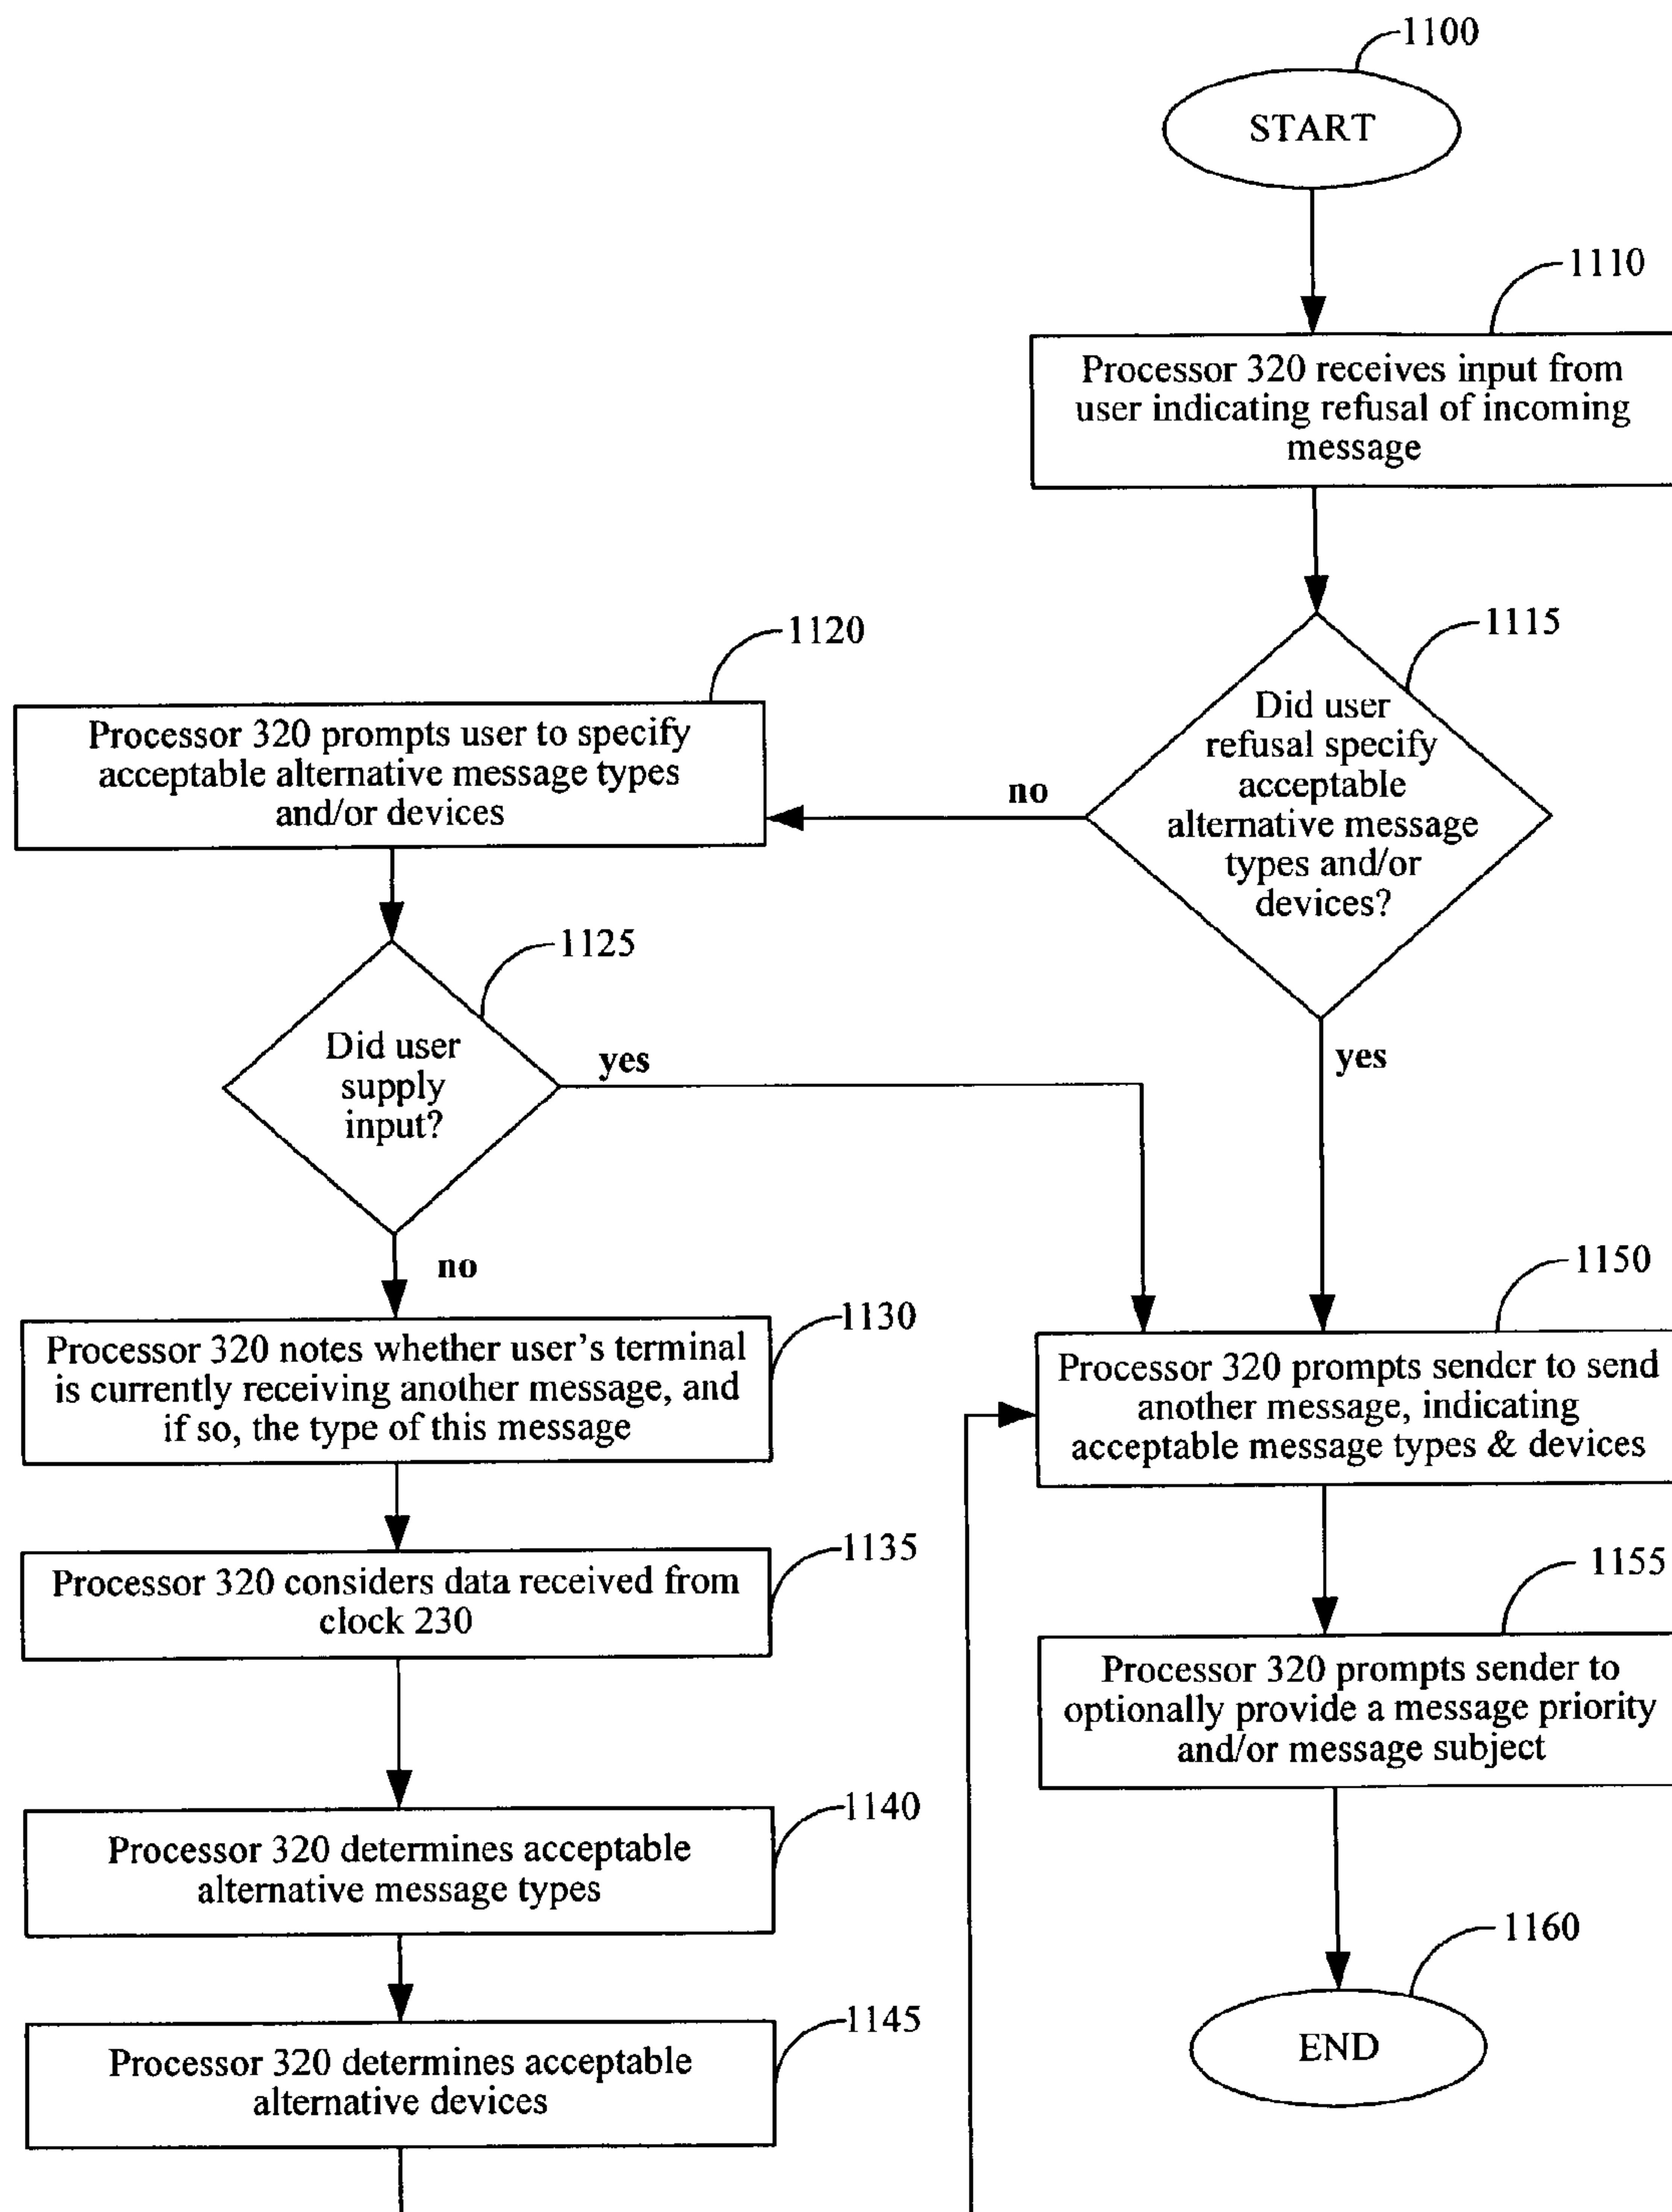 1100
START
1110
Processor 320 receives input from
user indicating refusal of incoming
message
1115
Did user
refusal specify
acceptable
alternative message
types and/or
devices?
no
yes
1120
Processor 320 prompts user to specify
acceptable alternative message types
and/or devices
1125
Did user
supply
input?
yes
no
1130
Processor 320 notes whether user's terminal
is currently receiving another message, and
if so, the type of this message
1135
Processor 320 considers data received from
clock 230
1140
Processor 320 determines acceptable
alternative message types
1145
Processor 320 determines acceptable
alternative devices
1150
Processor 320 prompts sender to send
another message, indicating
acceptable message types & devices
1155
Processor 320 prompts sender to
optionally provide a message priority
and/or message subject
1160
END